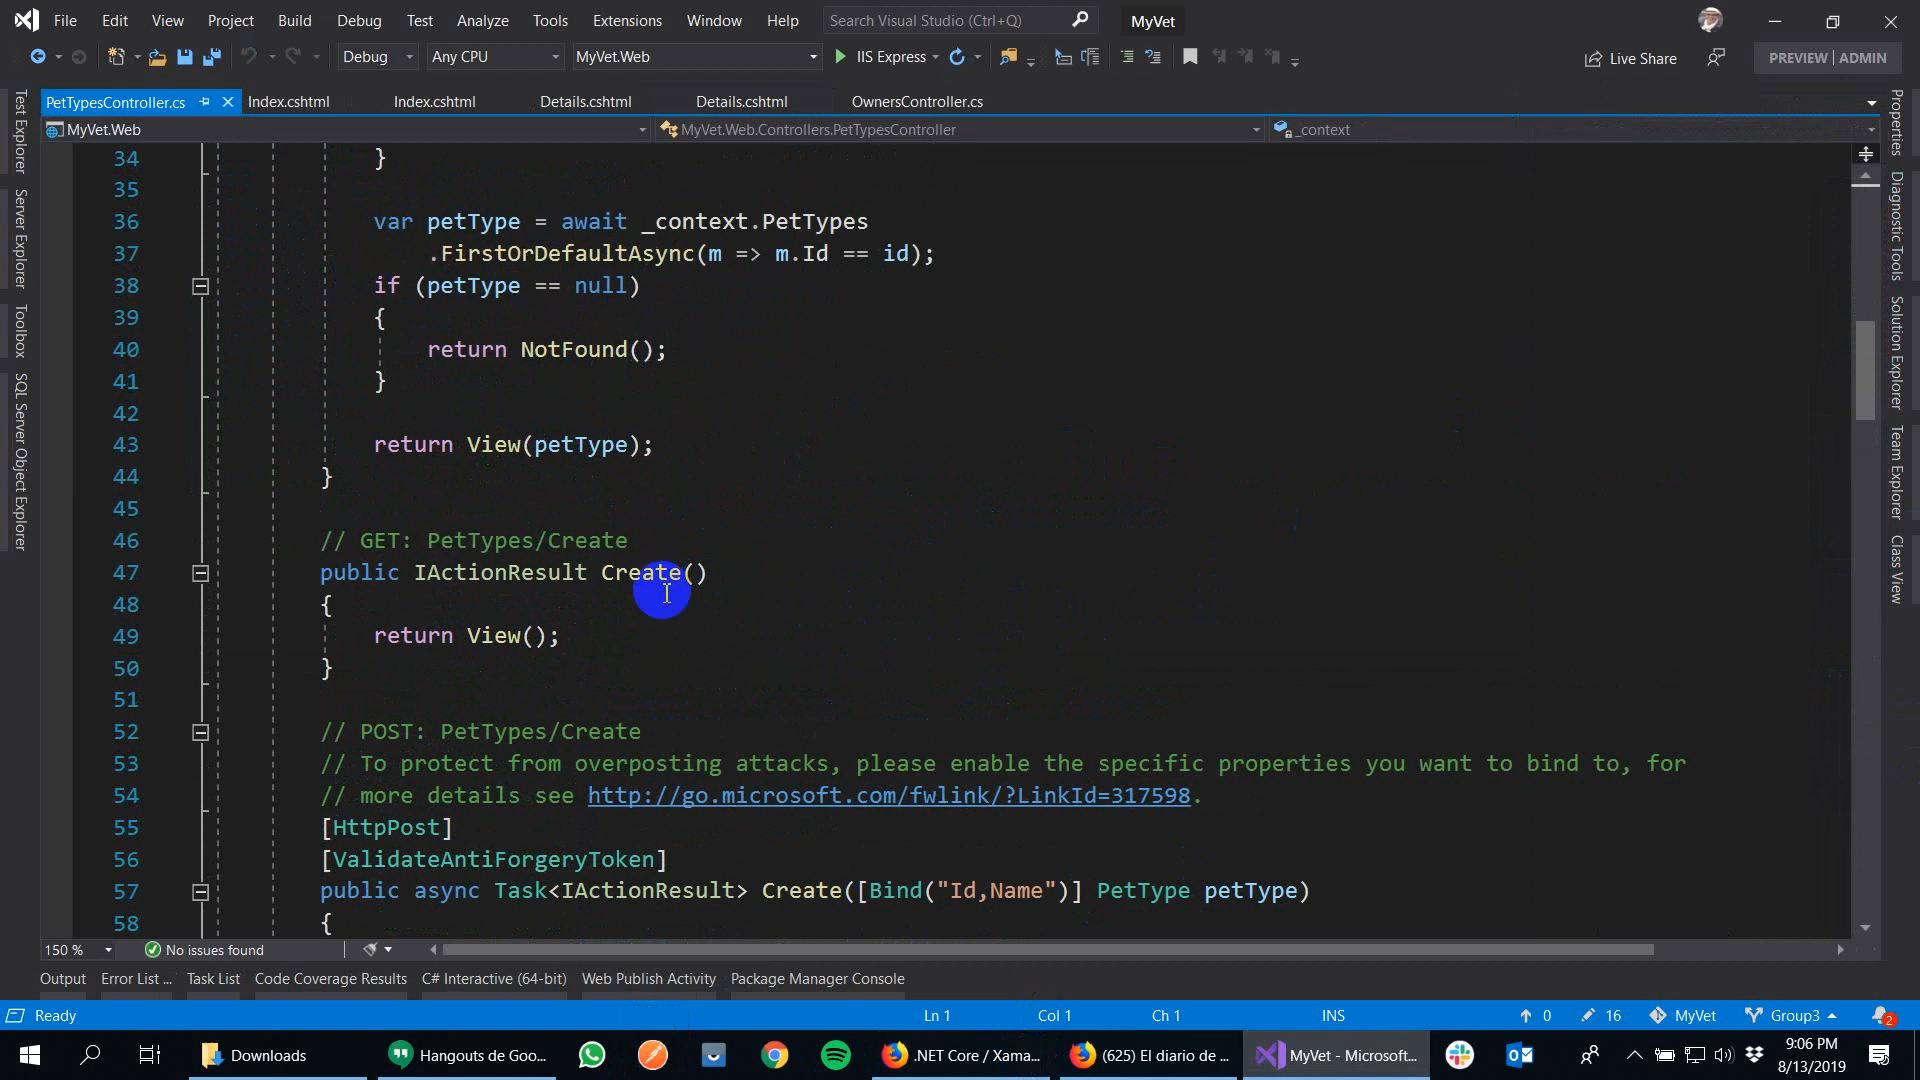 File Edit View Project Build Debug Test Analyze Tools Extensions Window Help Search Visual Studio (Ctrl+Q) MyVet
Debug Any CPU MyVet.Web IIS Express Live Share PREVIEW | ADMIN
PetTypesController.cs Index.cshtml Index.cshtml Details.cshtml Details.cshtml OwnersController.cs
MyVet.Web MyVet.Web.Controllers.PetTypesController _context
Test Explorer
Server Explorer
Toolbox
SQL Server Object Explorer
34 }
35
36 var petType = await _context.PetTypes
37 .FirstOrDefaultAsync(m => m.Id == id);
38 if (petType == null)
39 {
40 return NotFound();
41 }
42
43 return View(petType);
44 }
45
46 // GET: PetTypes/Create
47 public IActionResult Create()
48 {
49 return View();
50 }
51
52 // POST: PetTypes/Create
53 // To protect from overposting attacks, please enable the specific properties you want to bind to, for
54 // more details see http://go.microsoft.com/fwlink/?LinkId=317598.
55 [HttpPost]
56 [ValidateAntiForgeryToken]
57 public async Task<IActionResult> Create([Bind("Id,Name")] PetType petType)
58 {
Properties
Diagnostic Tools
Solution Explorer
Team Explorer
Class View
150 % No issues found
Output Error List ... Task List Code Coverage Results C# Interactive (64-bit) Web Publish Activity Package Manager Console
Ready Ln 1 Col 1 Ch 1 INS 0 16 MyVet Group3 2
Downloads Hangouts de Goo... .NET Core / Xama... (625) El diario de ... MyVet - Microsoft... 9:06 PM
8/13/2019